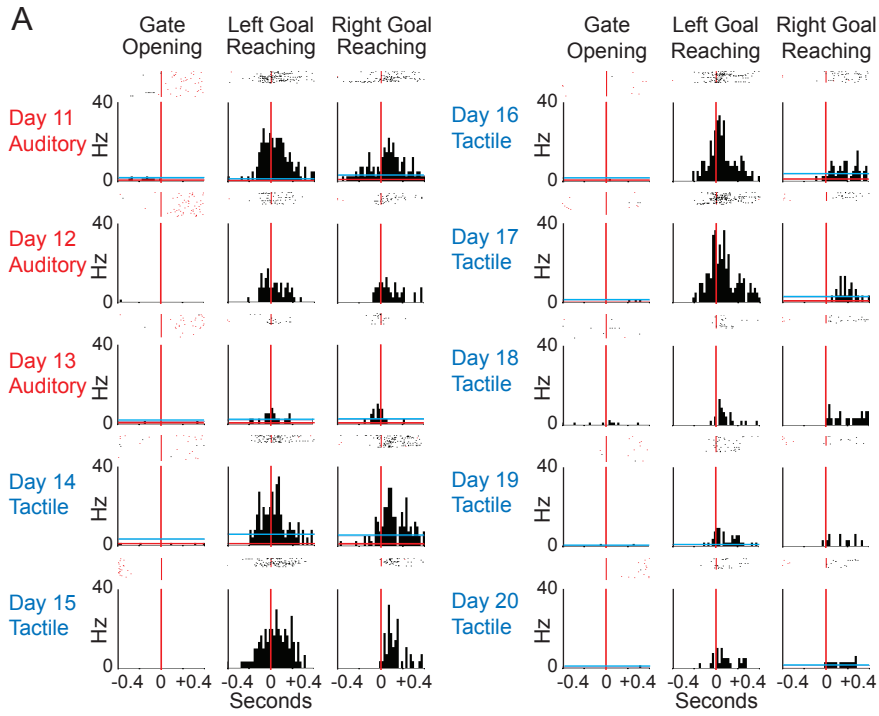 A
Gate Opening
Left Goal Reaching
Right Goal Reaching
Gate Opening
Left Goal Reaching
Right Goal Reaching
Day 11
Auditory
40
Hz
0
Day 12
Auditory
40
Hz
0
Day 13
Auditory
40
Hz
0
Day 14
Tactile
40
Hz
0
Day 15
Tactile
40
Hz
0
-0.4 0 +0.4
-0.4 0 +0.4
-0.4 0 +0.4
Seconds
Day 16
Tactile
40
Hz
0
Day 17
Tactile
40
Hz
0
Day 18
Tactile
40
Hz
0
Day 19
Tactile
40
Hz
0
Day 20
Tactile
40
Hz
0
-0.4 0 +0.4
-0.4 0 +0.4
-0.4 0 +0.4
Seconds